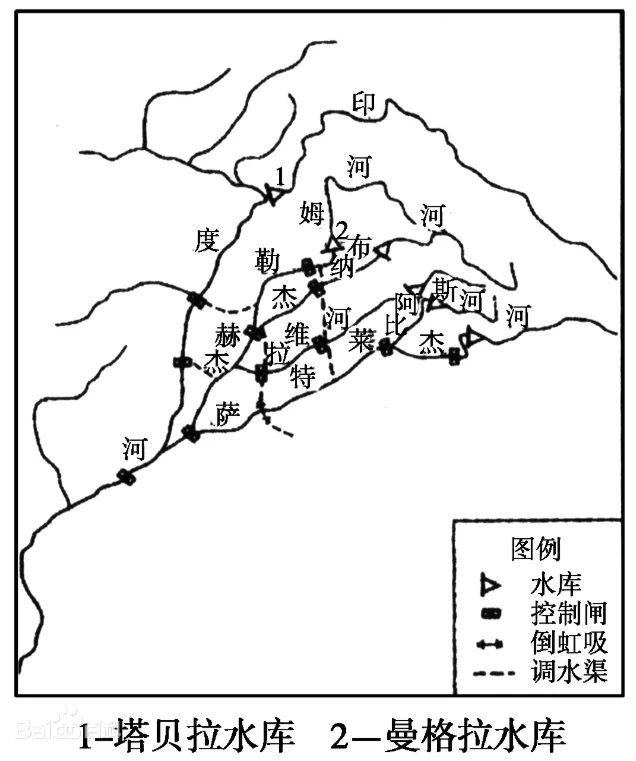 印
河
1
姆
河
度
2
布
勒
纳
杰
阿
斯
河
河
赫
维
河
比
杰
拉
莱
杰
特
萨
河
图例
水库
控制闸
倒虹吸
调水渠
Bai
1-塔贝拉水库 2—曼格拉水库